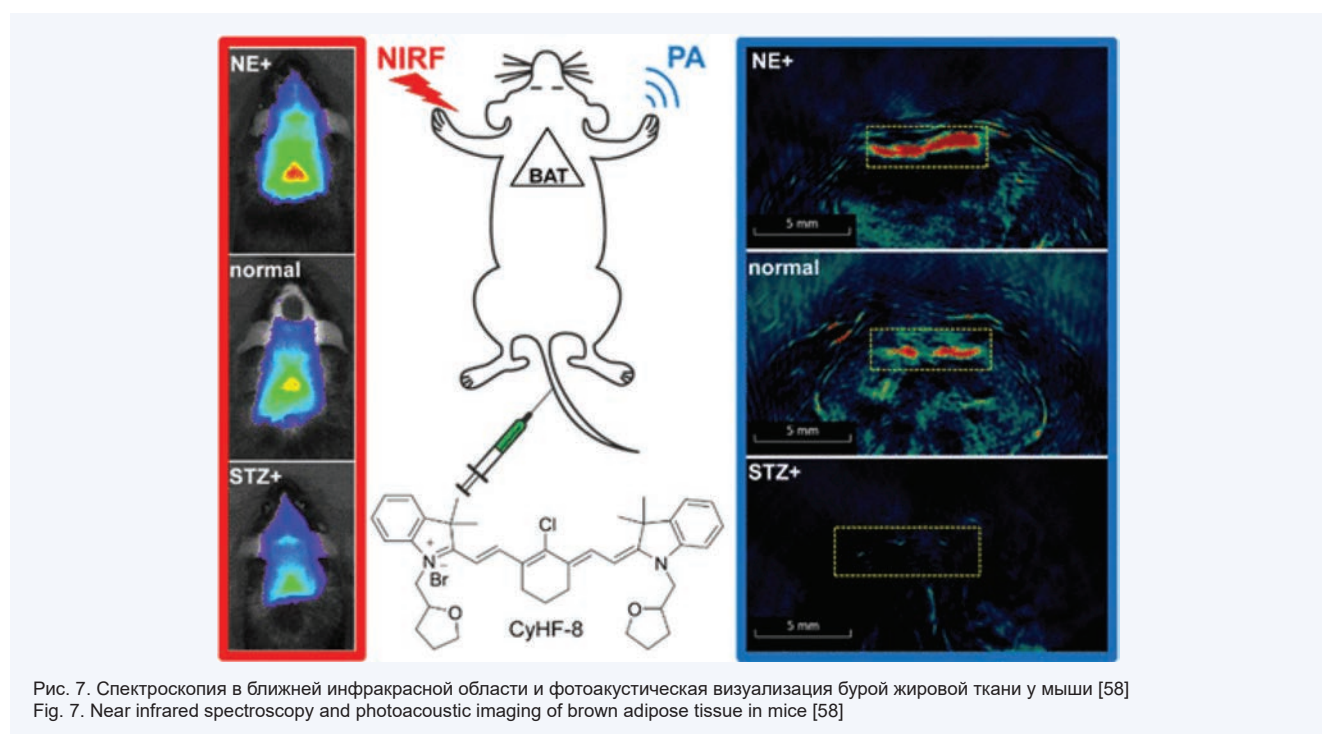 NE+
normal
STZ+
NIRF
PA
BAT
Cl
N
+
Br
−
N
O
O
CyHF-8
NE+
5 mm
normal
5 mm
STZ+
5 mm
Рис. 7. Спектроскопия в ближней инфракрасной области и фотоакустическая визуализация бурой жировой ткани у мыши [58]
Fig. 7. Near infrared spectroscopy and photoacoustic imaging of brown adipose tissue in mice [58]